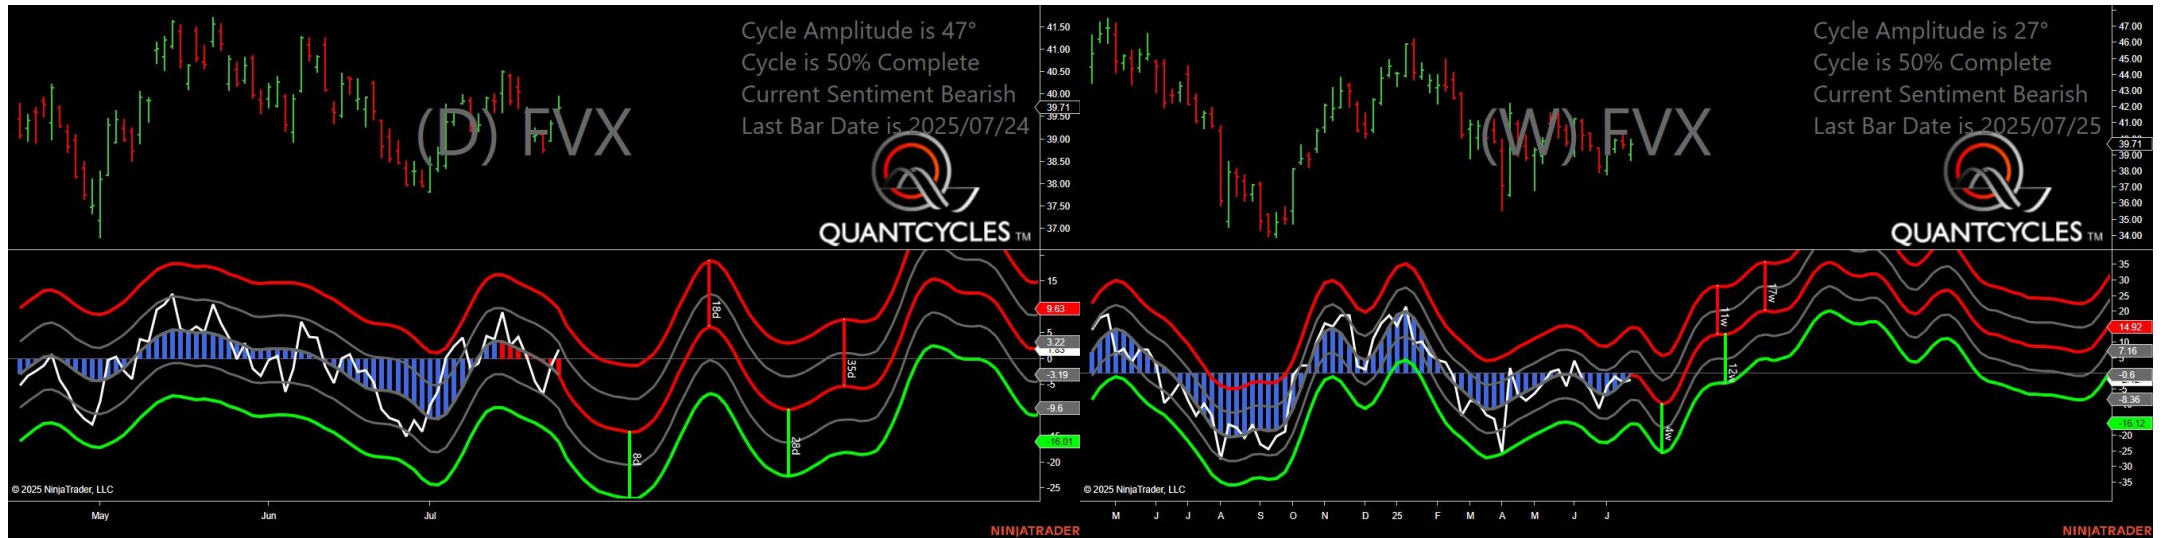 Cycle Amplitude is 47°
Cycle is 50% Complete
Current Sentiment Bearish
Last Bar Date is 2025/07/24
(D) FVX
QUANTCYCLES TM
41.50
41.00
40.50
40.00
39.71
39.50
39.00
38.50
38.00
37.50
37.00
15
9.63
5
3.22
0
-3.19
-5
-9.6
-16.01
-20
-25
18d
35d
8d
28d
© 2025 NinjaTrader, LLC
May
Jun
Jul
NINJATRADER
Cycle Amplitude is 27°
Cycle is 50% Complete
Current Sentiment Bearish
Last Bar Date is 2025/07/25
(W) FVX
QUANTCYCLES TM
47.00
46.00
45.00
44.00
43.00
42.00
41.00
39.71
39.00
38.00
37.00
36.00
35.00
34.00
35
30
25
20
14.92
10
7.16
-0.6
-8.36
-16.12
-20
-25
-30
-35
11w
17w
12w
4w
© 2025 NinjaTrader, LLC
M J J A S O N D 25 F M A M J J
NINJATRADER